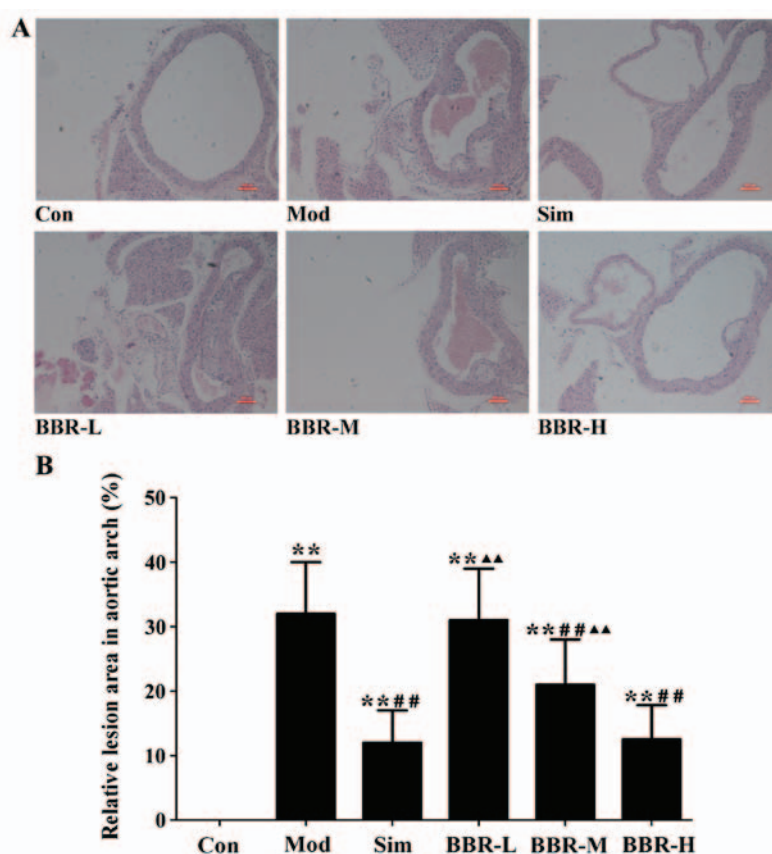 A
Con Mod Sim
BBR-L BBR-M BBR-H
B
Relative lesion area in aortic arch (%)
50
40
30
20
10
0
**
**##
**▲▲
**##▲▲
**##
Con Mod Sim BBR-L BBR-M BBR-H